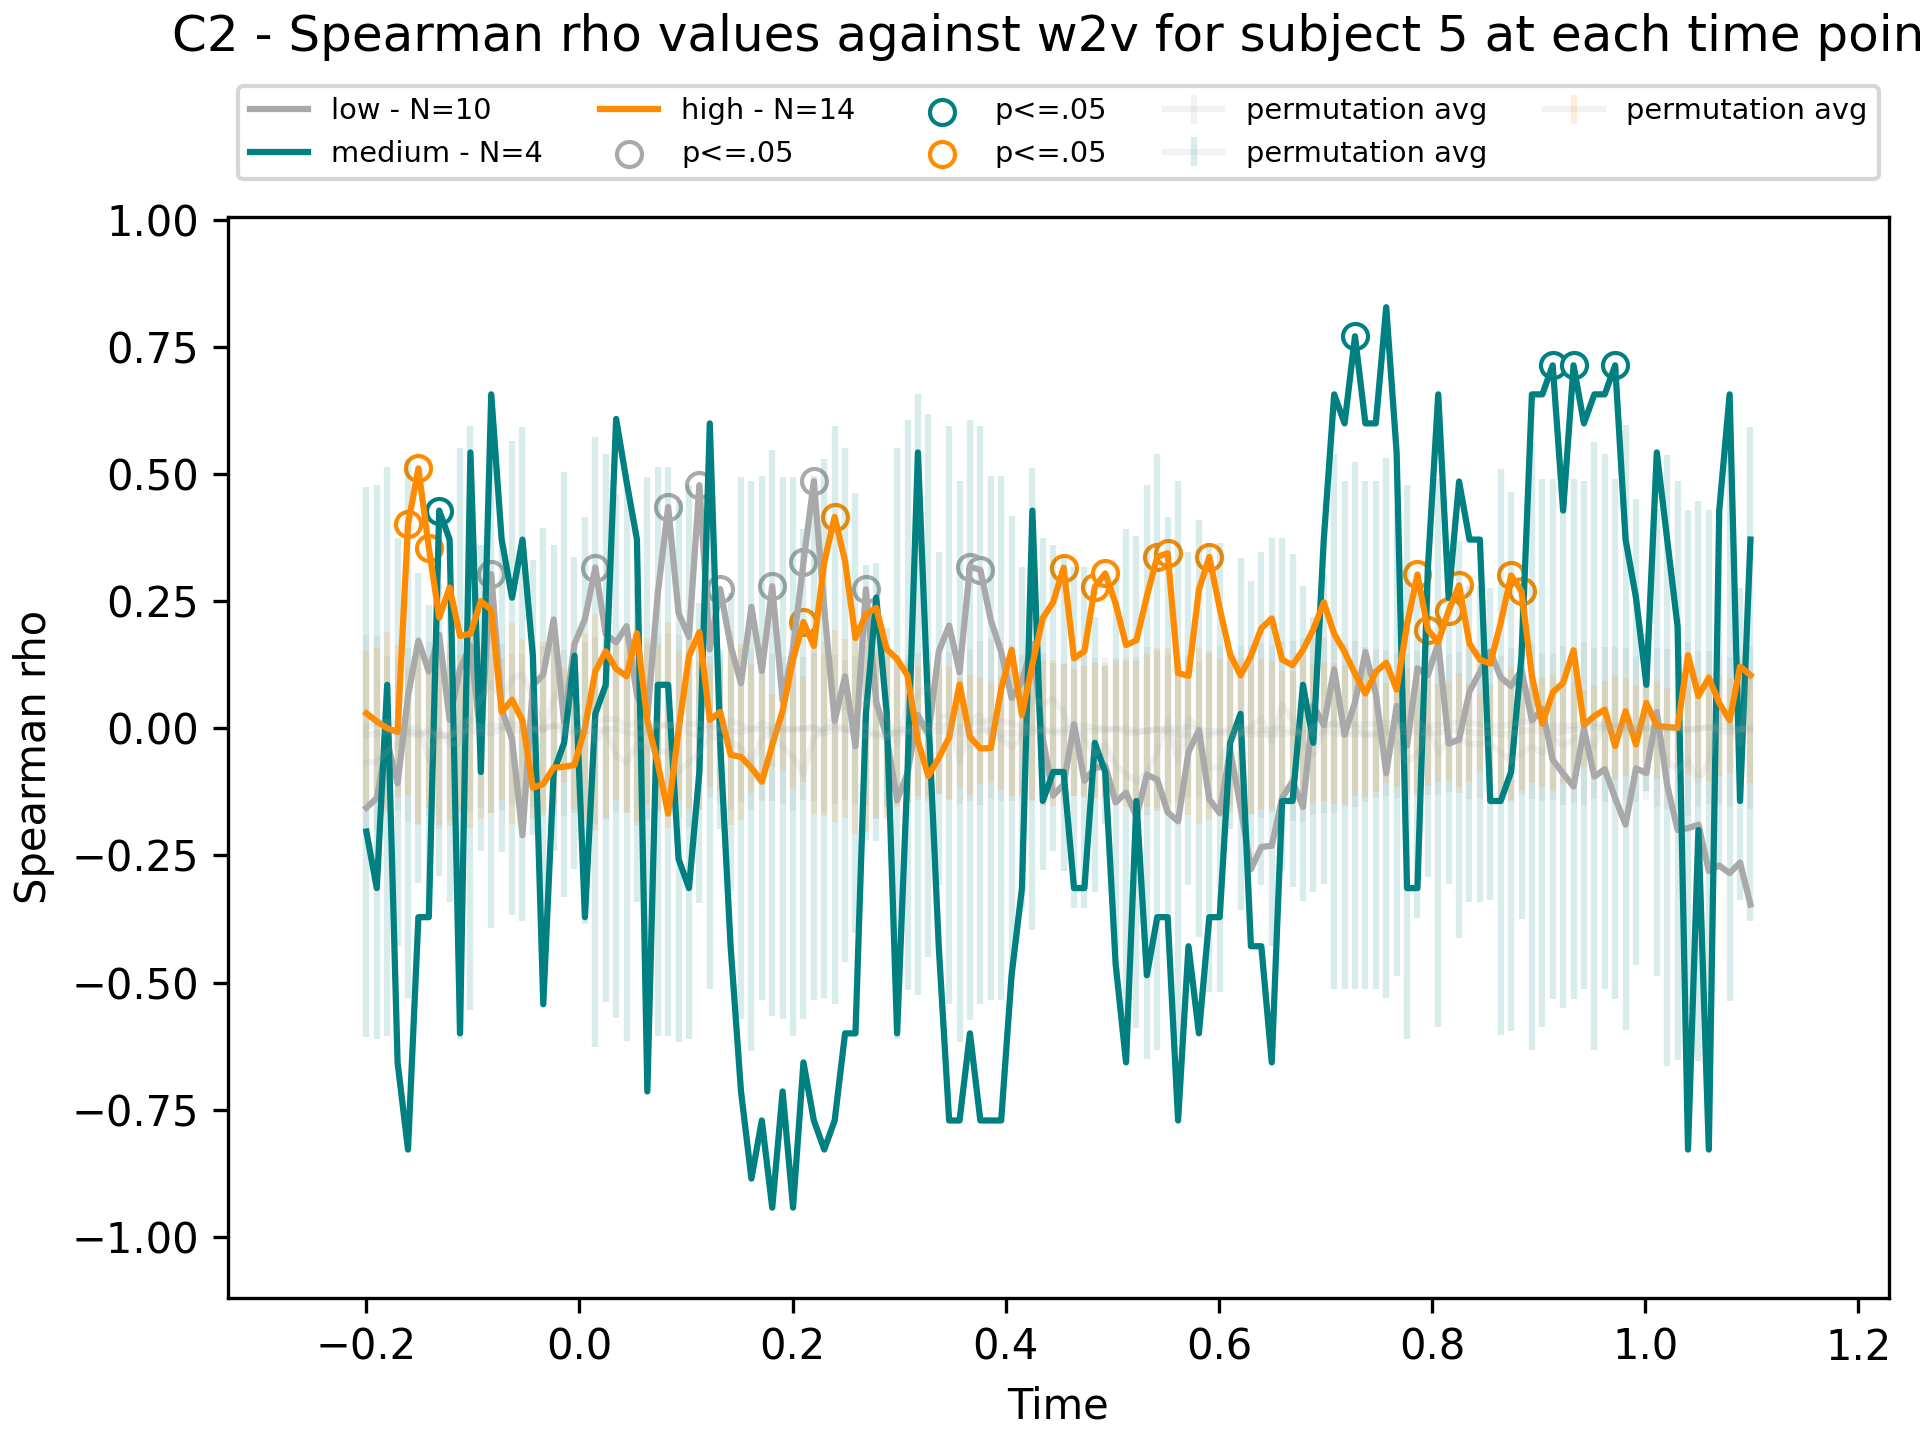 C2 - Spearman rho values against w2v for subject 5 at each time poin
low - N=10
medium - N=4
high - N=14
p<=.05
p<=.05
p<=.05
permutation avg
permutation avg
permutation avg
1.00
0.75
0.50
0.25
0.00
−0.25
−0.50
−0.75
−1.00
Spearman rho
−0.2 0.0 0.2 0.4 0.6 0.8 1.0 1.2
Time